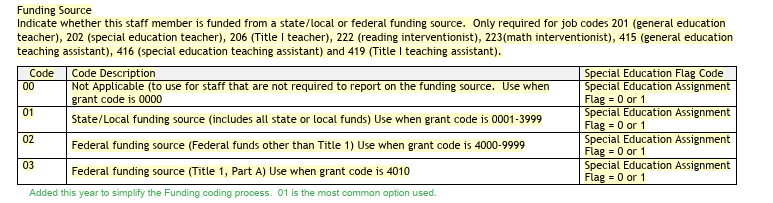 Funding Source
Indicate whether this staff member is funded from a state/local or federal funding source.  Only required for job codes 201 (general education
teacher), 202 (special education teacher), 206 (Title I teacher), 222 (reading interventionist), 223(math interventionist), 415 (general education
teaching assistant), 416 (special education teaching assistant) and 419 (Title I teaching assistant).
Code Code Description Special Education Flag Code
00 Not Applicable (to use for staff that are not required to report on the funding source.  Use when
grant code is 0000
Special Education Assignment
Flag = 0 or 1
01 State/Local funding source (includes all state or local funds) Use when grant code is 0001-3999
Special Education Assignment
Flag = 0 or 1
02 Federal funding source (Federal funds other than Title 1) Use when grant code is 4000-9999
Special Education Assignment
Flag = 0 or 1
03 Federal funding source (Title 1, Part A) Use when grant code is 4010
Special Education Assignment
Flag = 0 or 1
Added this year to simplify the Funding coding process.  01 is the most common option used.